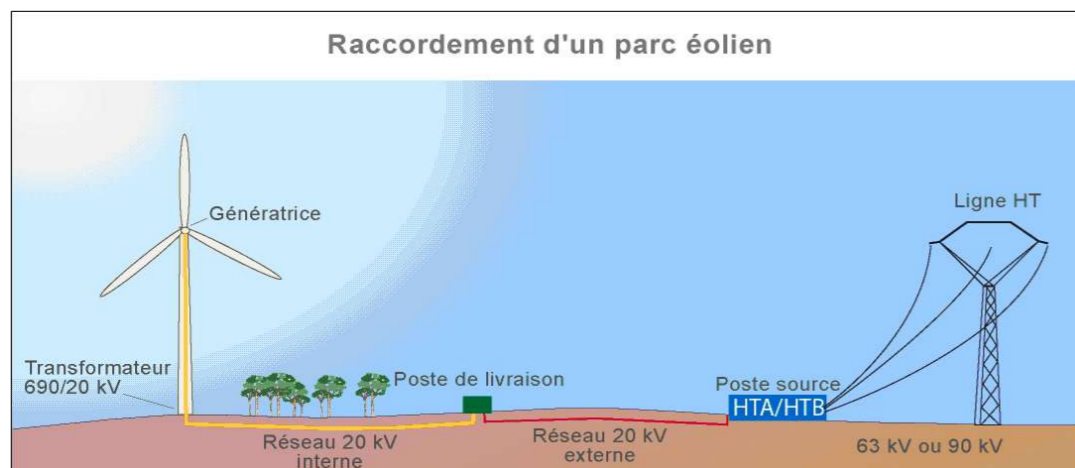 Raccordement d'un parc éolien
Génératrice
Ligne HT
Transformateur
690/20 kV
Poste de livraison
Poste source
HTA/HTB
Réseau 20 kV
interne
Réseau 20 kV
externe
63 kV ou 90 kV